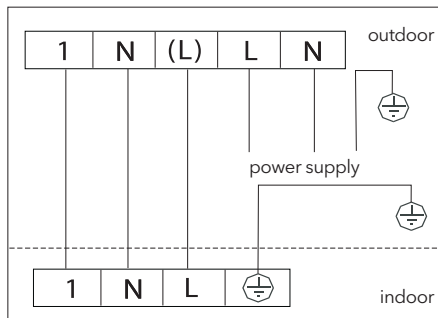 outdoor
1 N (L) L N
power supply
1 N L
indoor